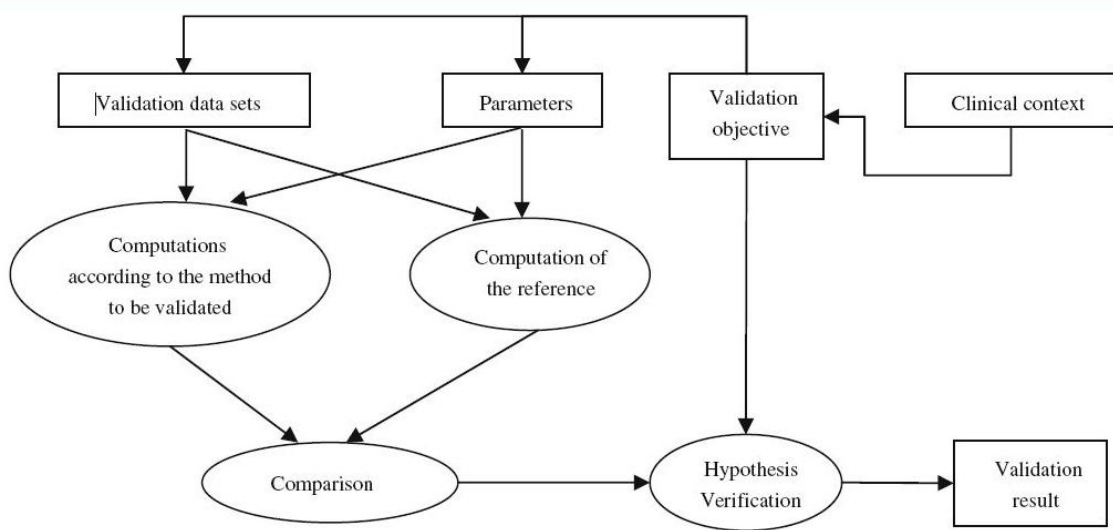 Validation data sets
Parameters
Validation
objective
Clinical context
Computations
according to the method
to be validated
Computation of
the reference
Comparison
Hypothesis
Verification
Validation
result